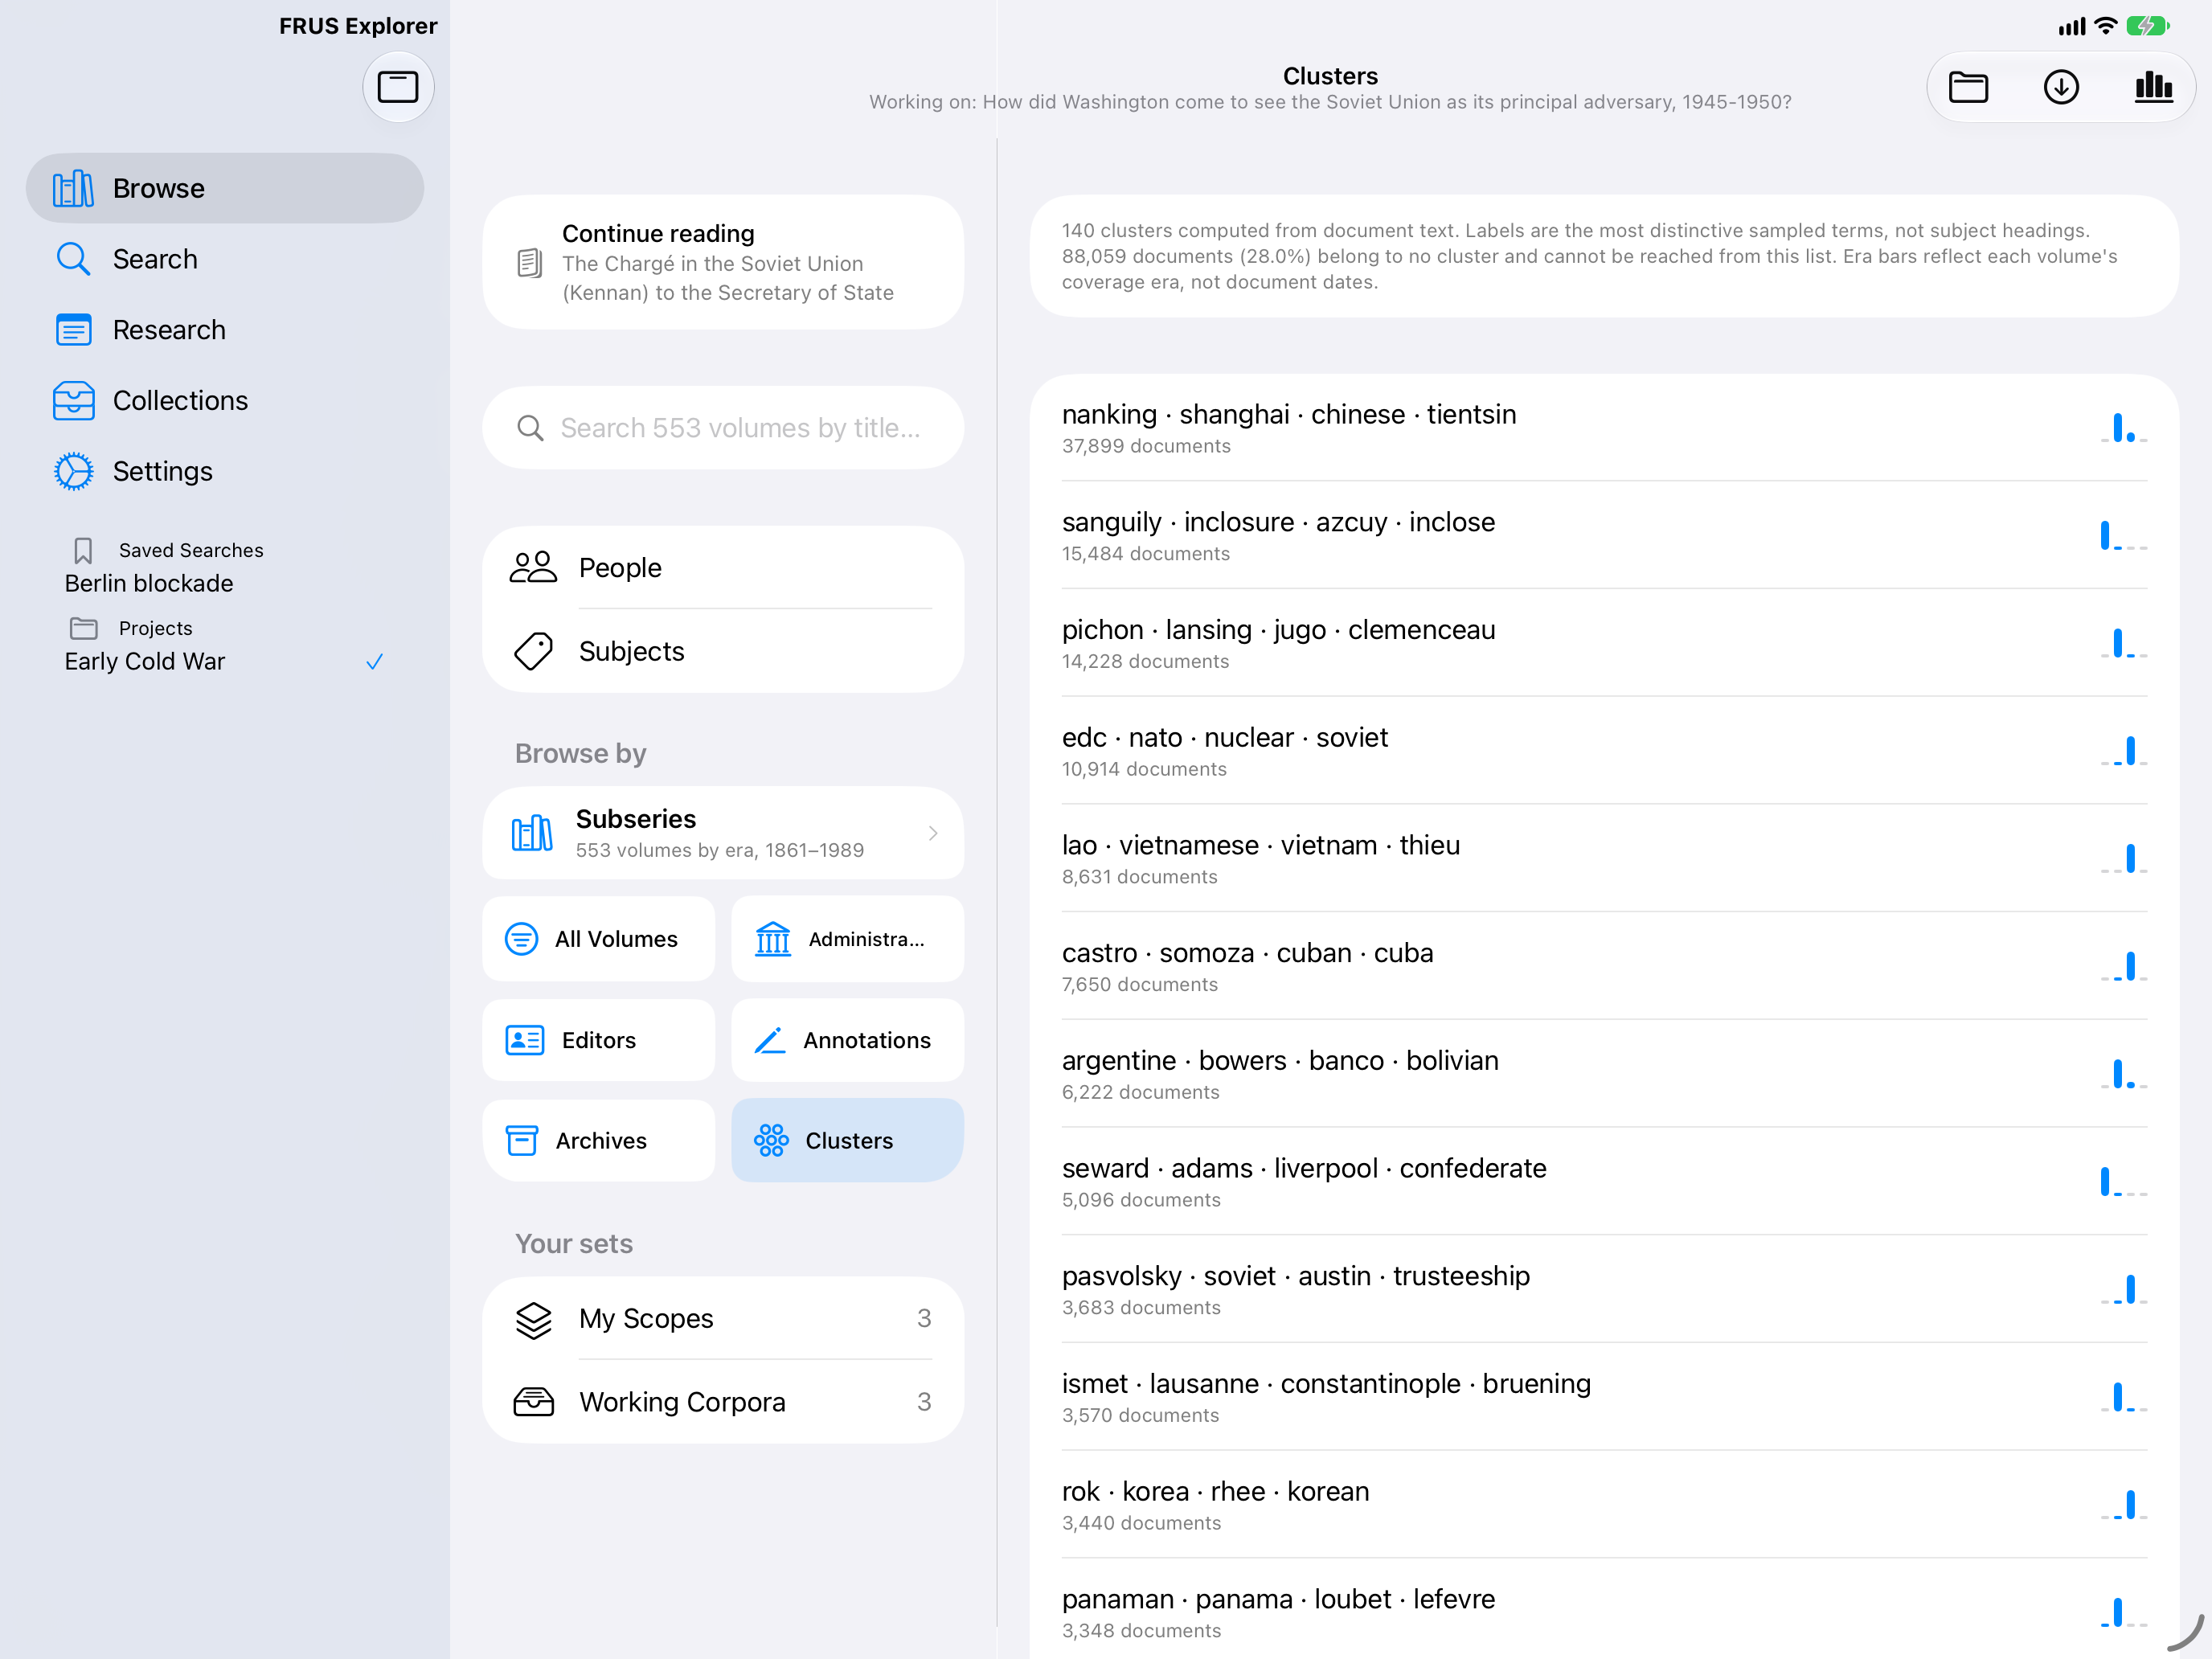 FRUS Explorer
Browse
Search
Research
Collections
Settings
Saved Searches
Berlin blockade
Projects
Early Cold War
Continue reading
The Chargé in the Soviet Union
(Kennan) to the Secretary of State
Search 553 volumes by title...
People
Subjects
Browse by
Subseries
553 volumes by era, 1861–1989
All Volumes
Administra...
Editors
Annotations
Archives
Clusters
Your sets
My Scopes 3
Working Corpora 3
Clusters
Working on: How did Washington come to see the Soviet Union as its principal adversary, 1945-1950?
140 clusters computed from document text. Labels are the most distinctive sampled terms, not subject headings.
88,059 documents (28.0%) belong to no cluster and cannot be reached from this list. Era bars reflect each volume's
coverage era, not document dates.
nanking · shanghai · chinese · tientsin
37,899 documents
sanguily · inclosure · azcuy · inclose
15,484 documents
pichon · lansing · jugo · clemenceau
14,228 documents
edc · nato · nuclear · soviet
10,914 documents
lao · vietnamese · vietnam · thieu
8,631 documents
castro · somoza · cuban · cuba
7,650 documents
argentine · bowers · banco · bolivian
6,222 documents
seward · adams · liverpool · confederate
5,096 documents
pasvolsky · soviet · austin · trusteeship
3,683 documents
ismet · lausanne · constantinople · bruening
3,570 documents
rok · korea · rhee · korean
3,440 documents
panaman · panama · loubet · lefevre
3,348 documents